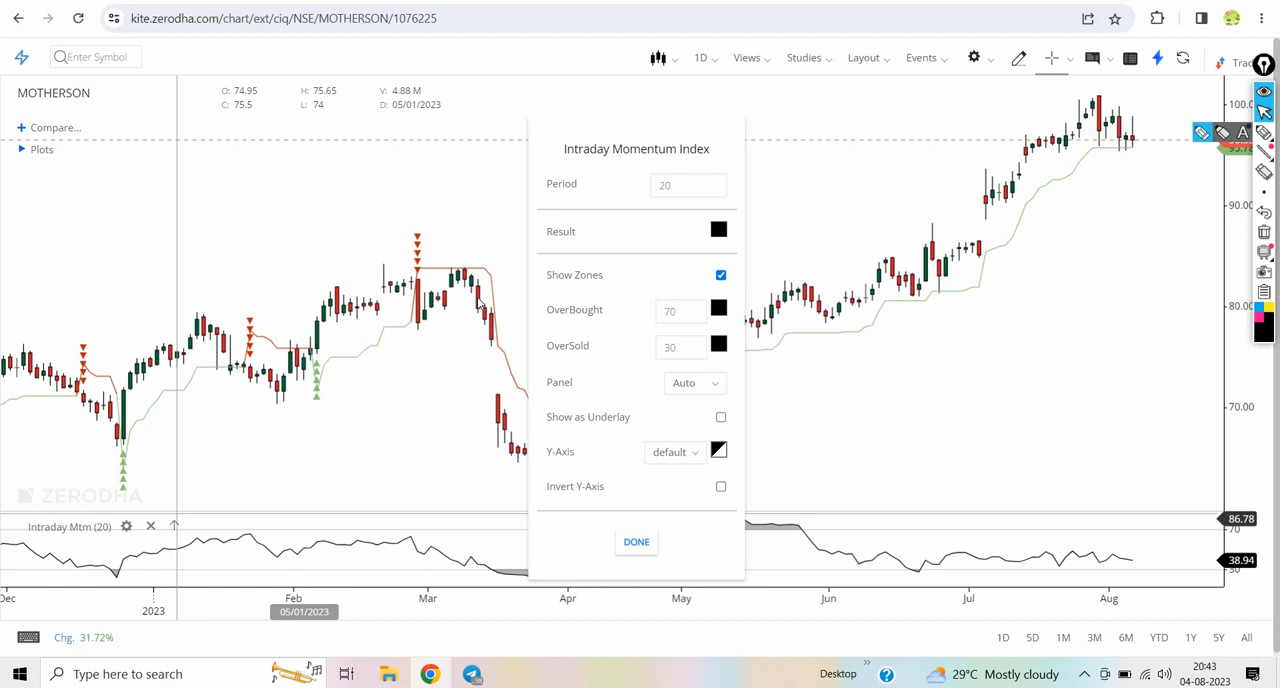 kite.zerodha.com/chart/ext/ciq/NSE/MOTHERSON/1076225
Enter Symbol
1D
Views
Studies
Layout
Events
MOTHERSON
O: 74.95 H: 75.65 V: 4.88 M
C: 75.5 L: 74 D: 05/01/2023
Compare...
Plots
A
100.0
90.00
80.00
70.00
Intraday Momentum Index
Period 20
Result
Show Zones
OverBought 70
OverSold 30
Panel Auto
Show as Underlay
Y-Axis default
Invert Y-Axis
DONE
ZERODHA
Intraday Mtm (20)
86.78
70
38.94
30
Dec 2023 Feb Mar Apr May Jun Jul Aug
05/01/2023
Chg. 31.72%
1D 5D 1M 3M 6M YTD 1Y 5Y All
Type here to search
Desktop
29°C Mostly cloudy
20:43
04-08-2023